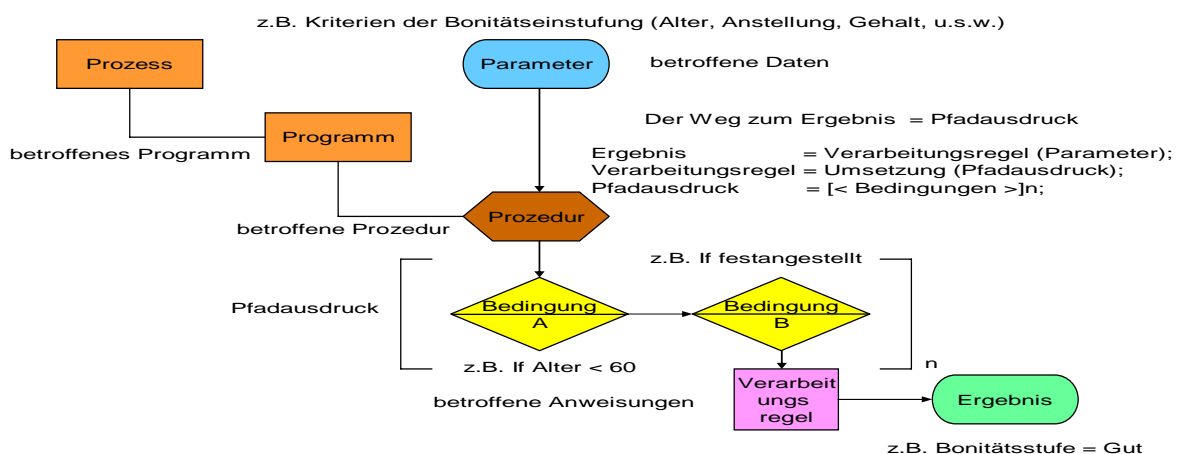 z.B. Kriterien der Bonitätseinstufung (Alter, Anstellung, Gehalt, u.s.w.)
Prozess
Parameter
betroffene Daten
Programm
betroffenes Programm
Der Weg zum Ergebnis = Pfadausdruck
Ergebnis = Verarbeitungsregel (Parameter);
Verarbeitungsregel = Umsetzung (Pfadausdruck);
Pfadausdruck = [< Bedingungen >]n;
Prozedur
betroffene Prozedur
z.B. If festangestellt
Pfadausdruck
Bedingung
A
Bedingung
B
z.B. If Alter < 60
n
betroffene Anweisungen
Verarbeit
ungs
regel
Ergebnis
z.B. Bonitätsstufe = Gut